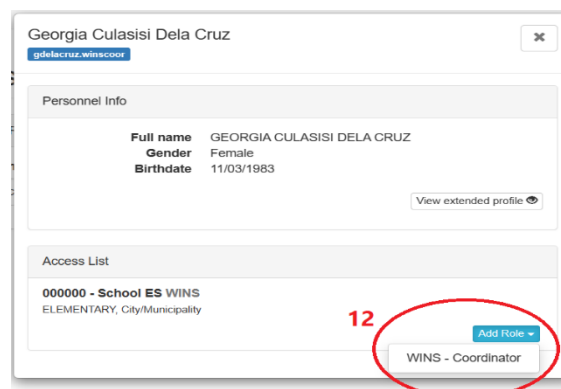 Georgia Culasisi Dela Cruz
gdelacruz.winscoor
Personnel Info
Full name GEORGIA CULASISI DELA CRUZ
Gender Female
Birthdate 11/03/1983
View extended profile
Access List
000000 - School ES WINS
ELEMENTARY, City/Municipality
12
Add Role
WINS - Coordinator